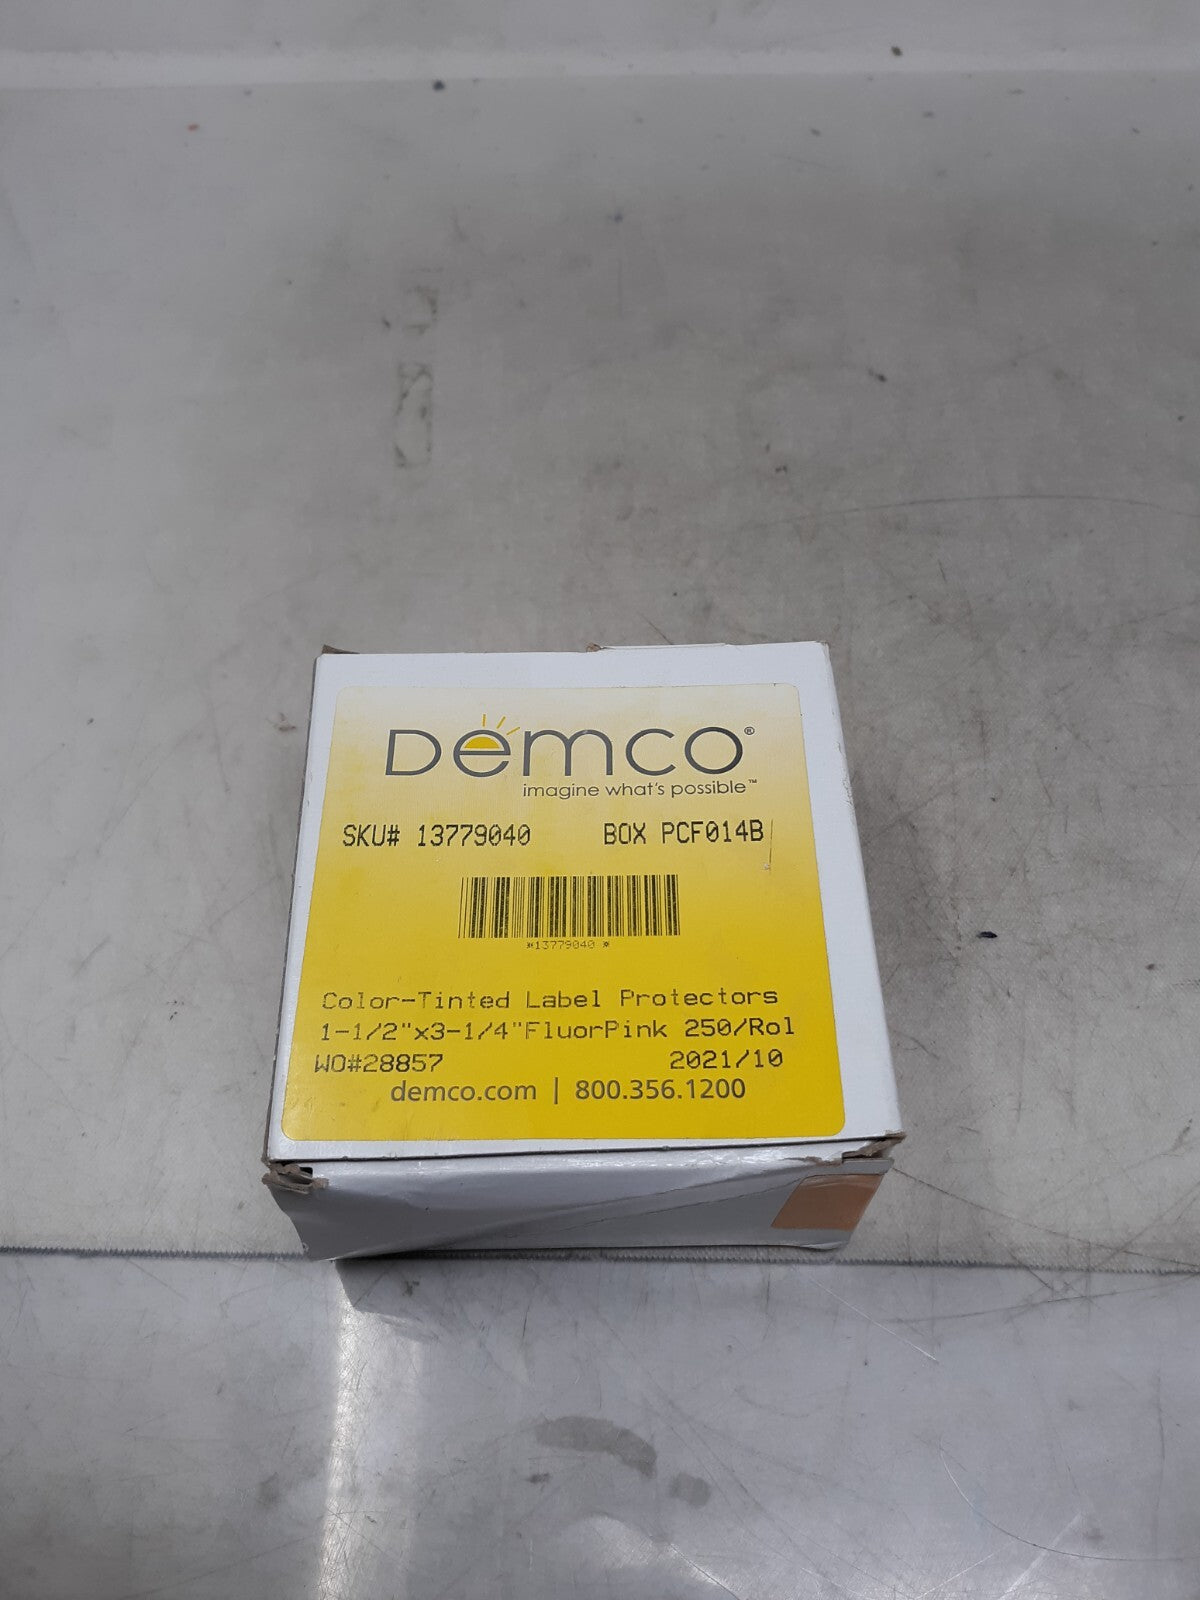 Demco®
imagine what's possible™
SKU# 13779040 BOX PCF014B
*13779040 *
Color-Tinted Label Protectors
1-1/2"x3-1/4"FluorPink 250/Rol
WO#28857 2021/10
demco.com | 800.356.1200